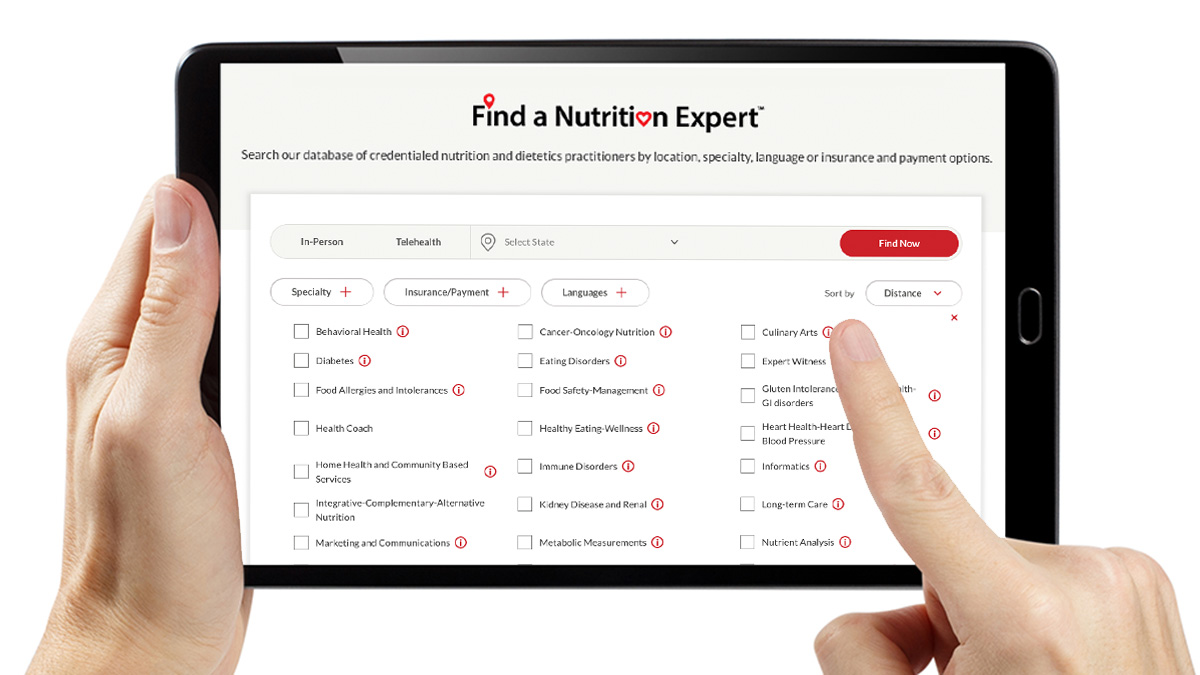 Find a Nutrition Expert™
Search our database of credentialed nutrition and dietetics practitioners by location, specialty, language or insurance and payment options.
In-Person Telehealth Select State Find Now
Specialty + Insurance/Payment + Languages + Sort by Distance
Behavioral Health Cancer-Oncology Nutrition Culinary Arts
Diabetes Eating Disorders Expert Witness
Food Allergies and Intolerances Food Safety-Management
Gluten Intolerance
GI disorders
Health Coach Healthy Eating-Wellness
Heart Health-Heart
Blood Pressure
Home Health and Community Based
Services
Immune Disorders Informatics
Integrative-Complementary-Alternative
Nutrition
Kidney Disease and Renal Long-term Care
Marketing and Communications Metabolic Measurements Nutrient Analysis